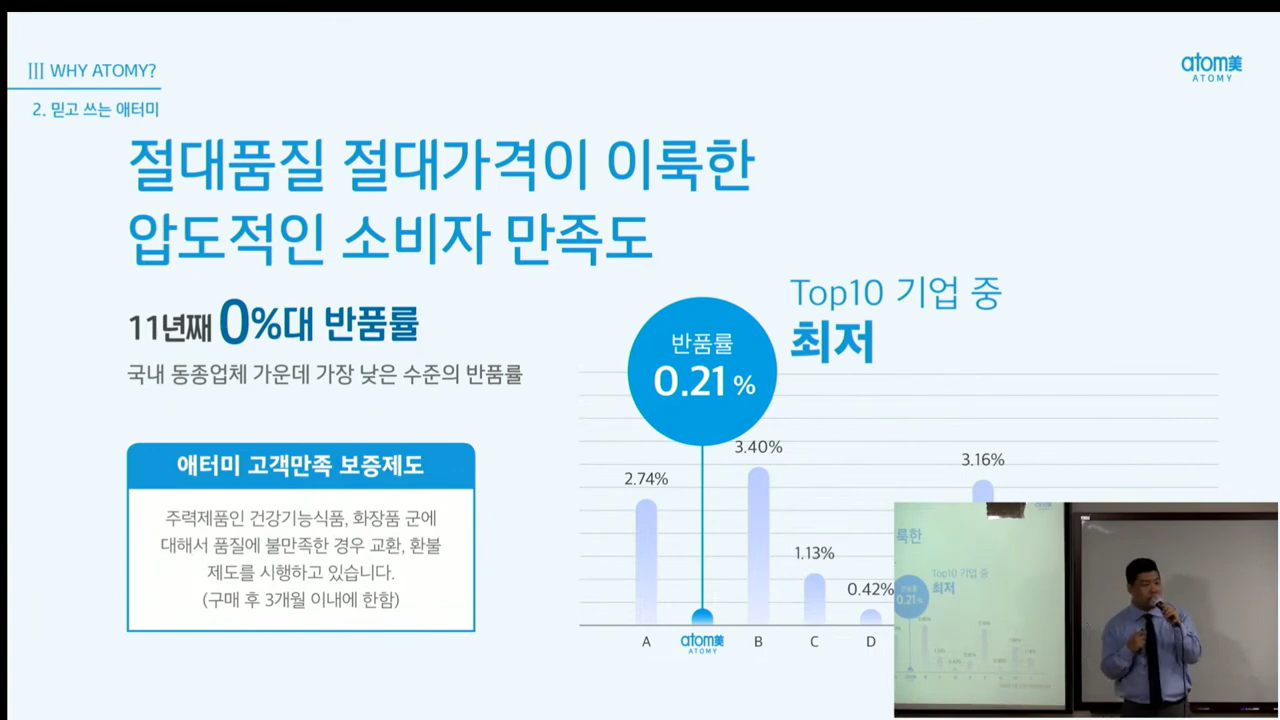 III WHY ATOMY?
2. 믿고 쓰는 애터미
atom美
ATOMY
절대품질 절대가격이 이룩한
압도적인 소비자 만족도
11년째 0%대 반품률
국내 동종업체 가운데 가장 낮은 수준의 반품률
애터미 고객만족 보증제도
주력제품인 건강기능식품, 화장품 군에
대해서 품질에 불만족한 경우 교환, 환불
제도를 시행하고 있습니다.
(구매 후 3개월 이내에 한함)
Top10 기업 중
최저
반품률
0.21%
2.74%
3.40%
1.13%
0.42%
3.16%
A
atom美
ATOMY
B
C
D
룩한
Top10 기업 중
최저
반품률
0.21%